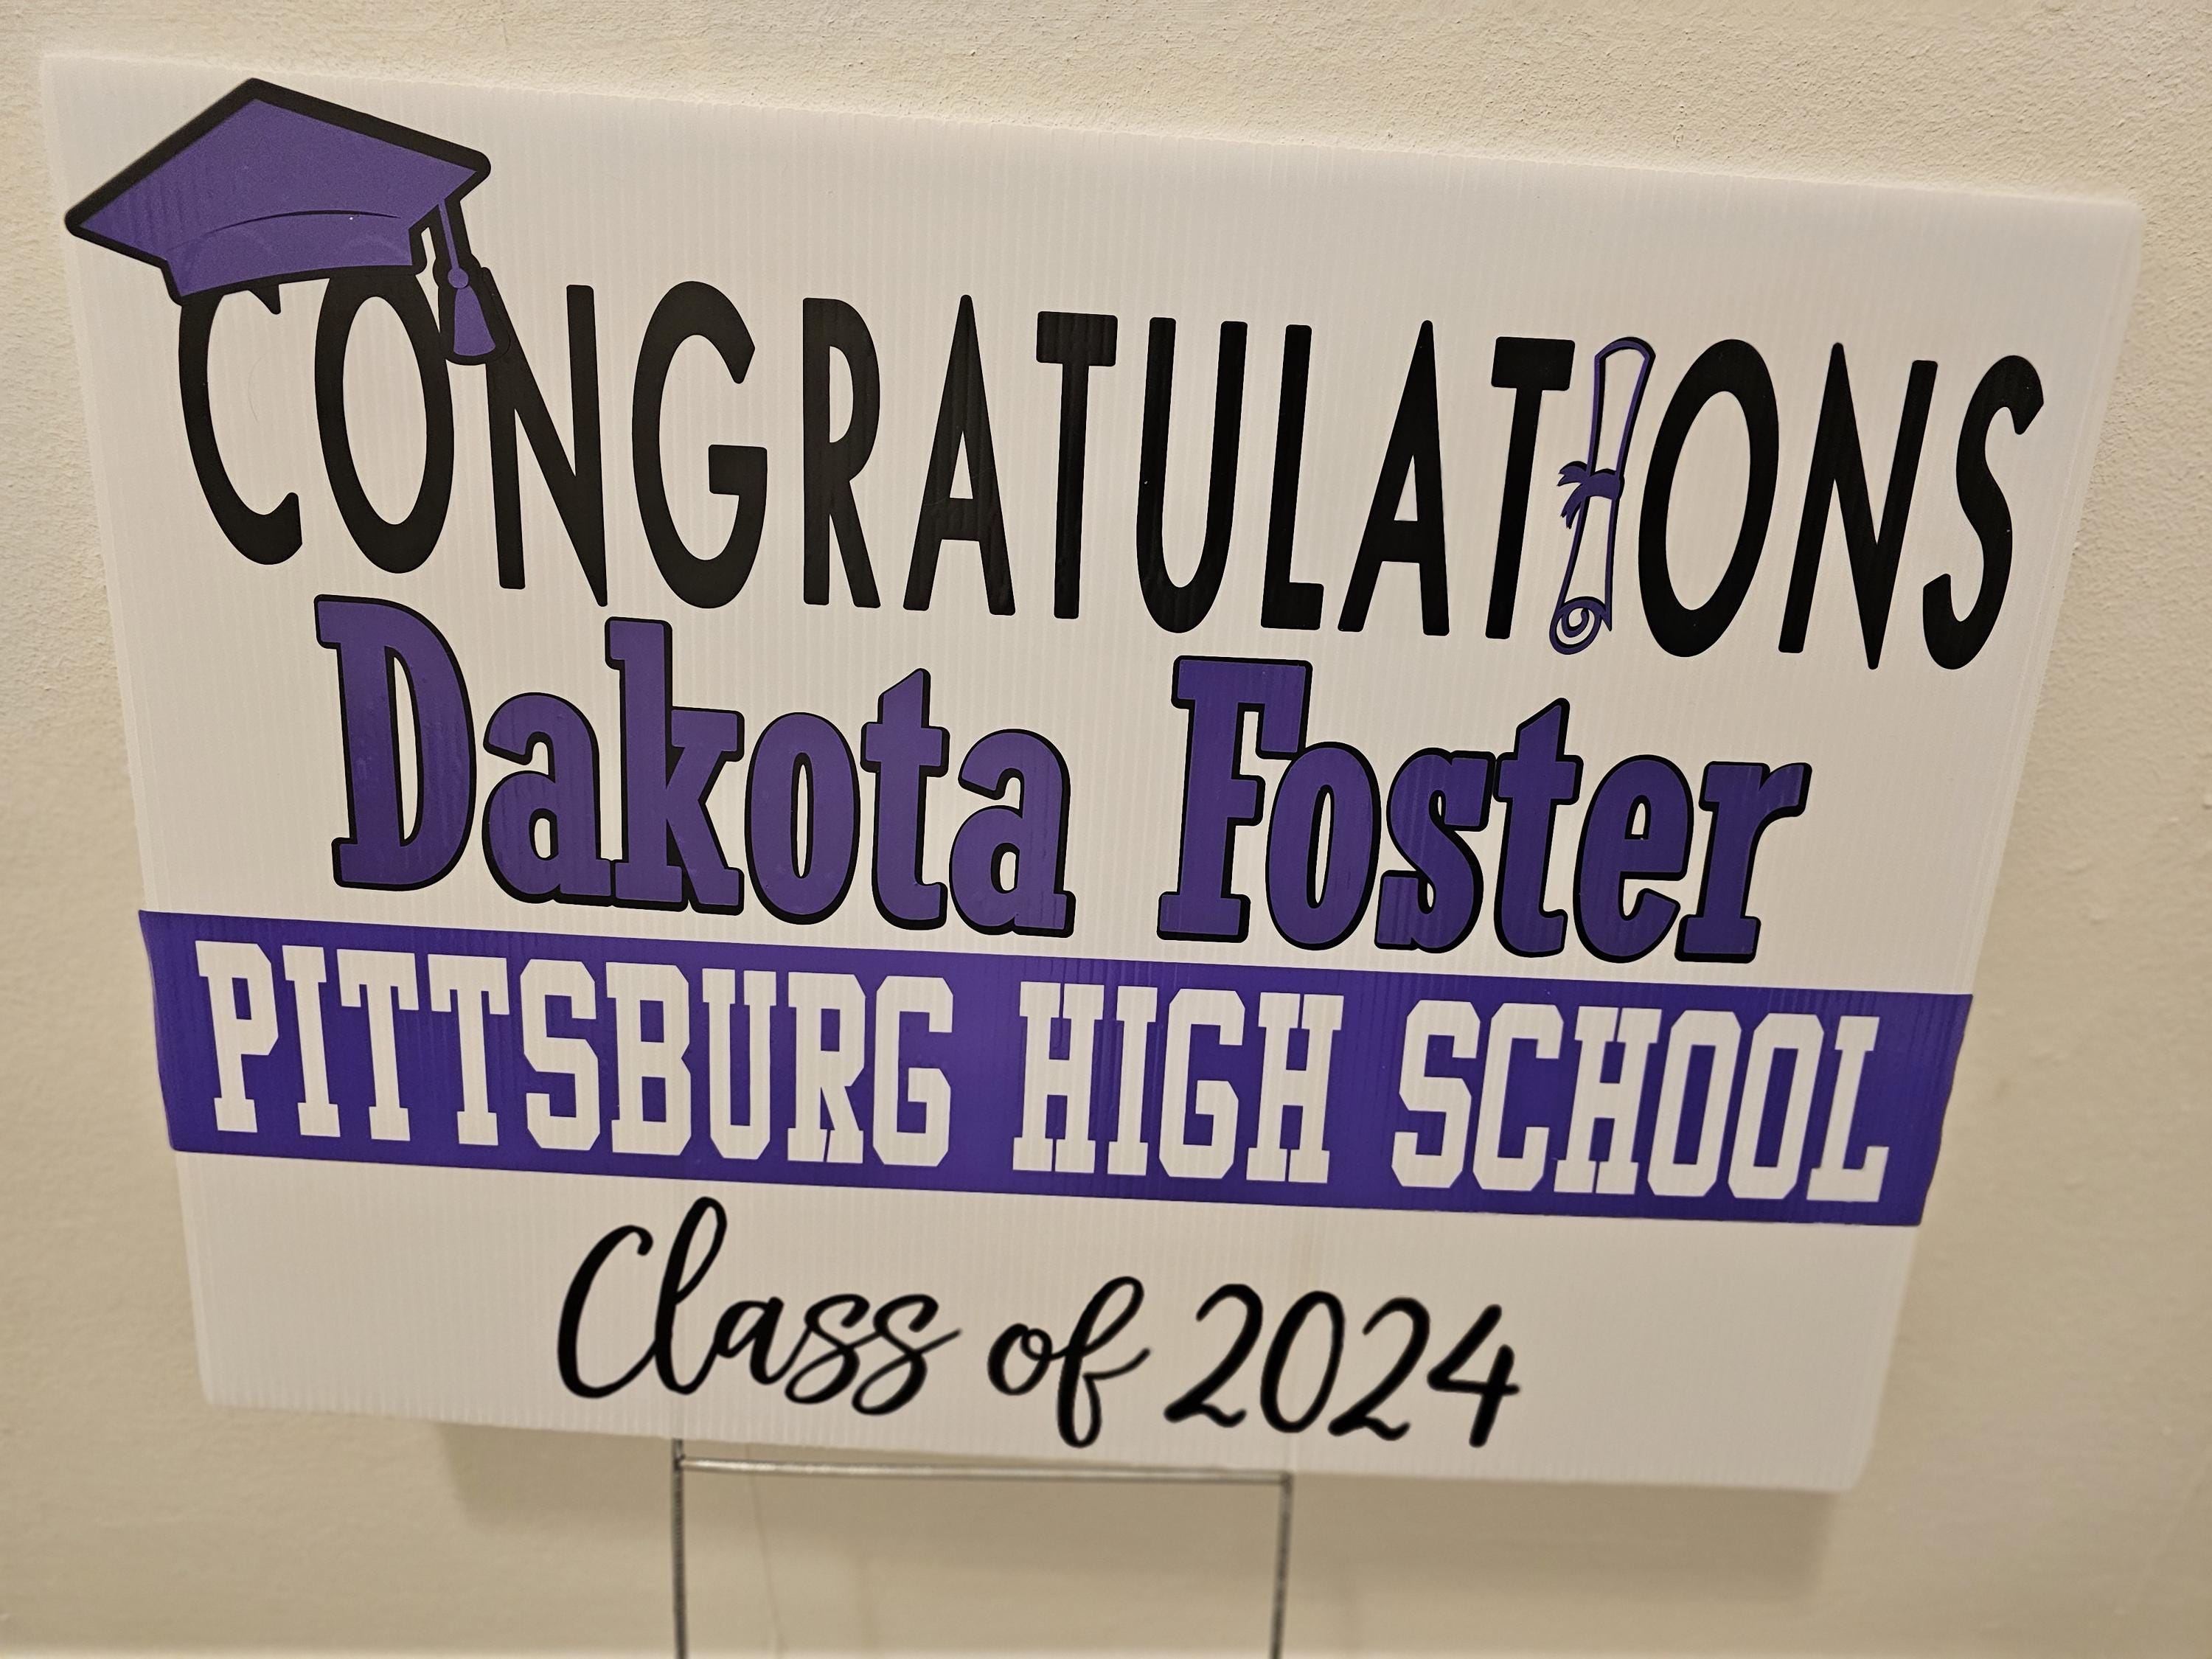 CONGRATULATIONS
Dakota Foster
PITTSBURG HIGH SCHOOL
Class of 2024